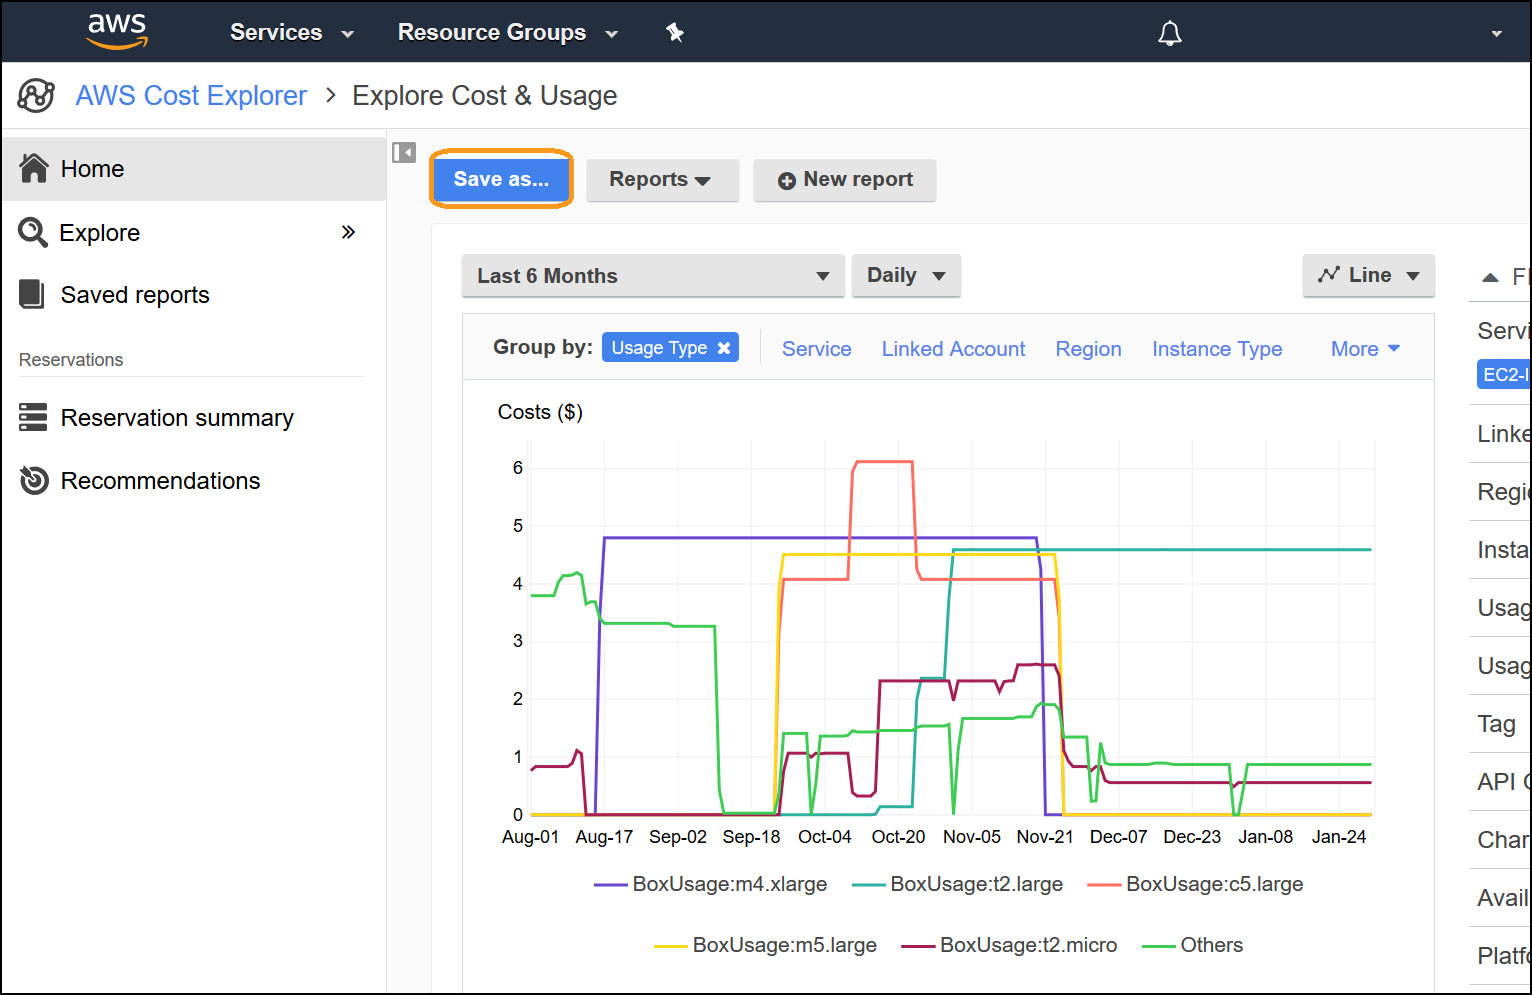 aws Services Resource Groups
AWS Cost Explorer > Explore Cost & Usage
Home
Explore
Saved reports
Reservations
Reservation summary
Recommendations
Save as... Reports New report
Last 6 Months Daily Line
Group by: Usage Type Service Linked Account Region Instance Type More
Costs ($)
6
5
4
3
2
1
0
Aug-01 Aug-17 Sep-02 Sep-18 Oct-04 Oct-20 Nov-05 Nov-21 Dec-07 Dec-23 Jan-08 Jan-24
BoxUsage:m4.xlarge BoxUsage:t2.large BoxUsage:c5.large
BoxUsage:m5.large BoxUsage:t2.micro Others
Servi
EC2-I
Linke
Regi
Insta
Usag
Usag
Tag
API
Char
Avail
Platf